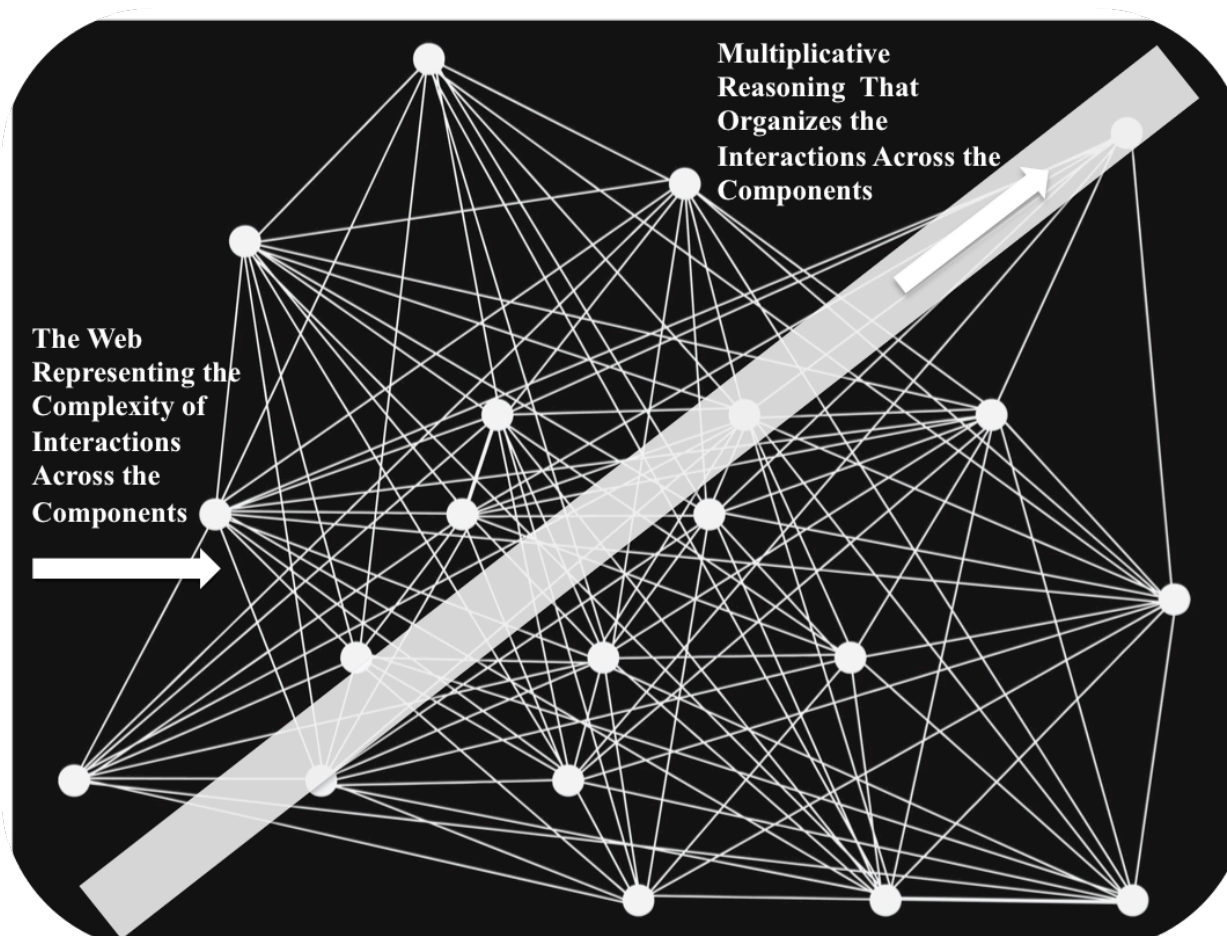 Multiplicative
Reasoning That
Organizes the
Interactions Across the
Components
The Web
Representing the
Complexity of
Interactions
Across the
Components